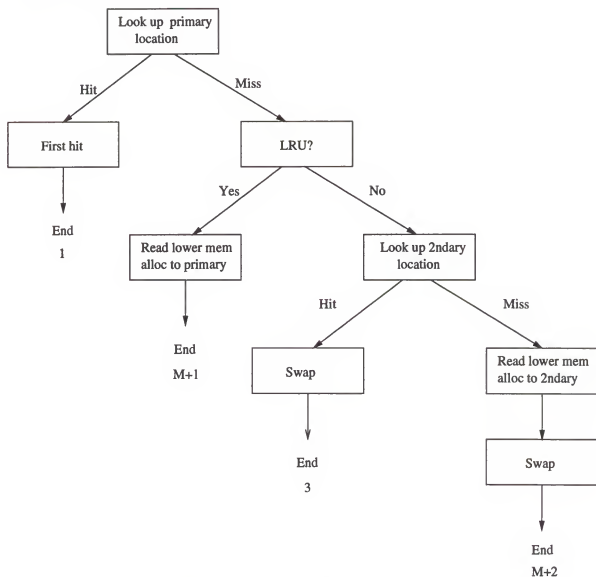 Look up primary
location
Hit
Miss
First hit
LRU?
Yes
No
End
1
Read lower mem
alloc to primary
Look up 2ndary
location
Hit
Miss
End
M+1
Swap
Read lower mem
alloc to 2ndary
End
3
Swap
End
M+2